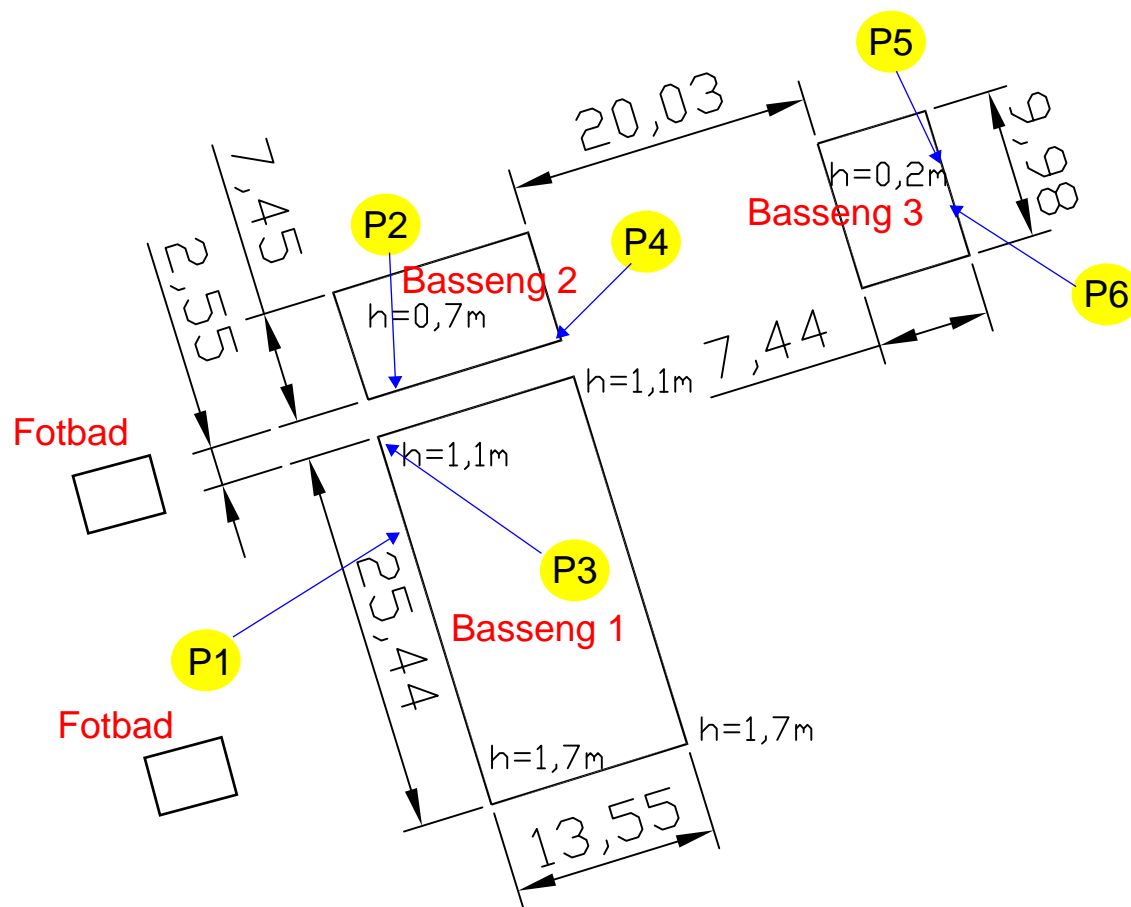 P5
20,03
9,98
7,45
h=0,2m
Basseng 3
P2
P4
2,55
Basseng 2
P6
h=0,7m
7,44
h=1,1m
Fotbad
h=1,1m
P3
25,44
Basseng 1
P1
Fotbad
h=1,7m
h=1,7m
13,55